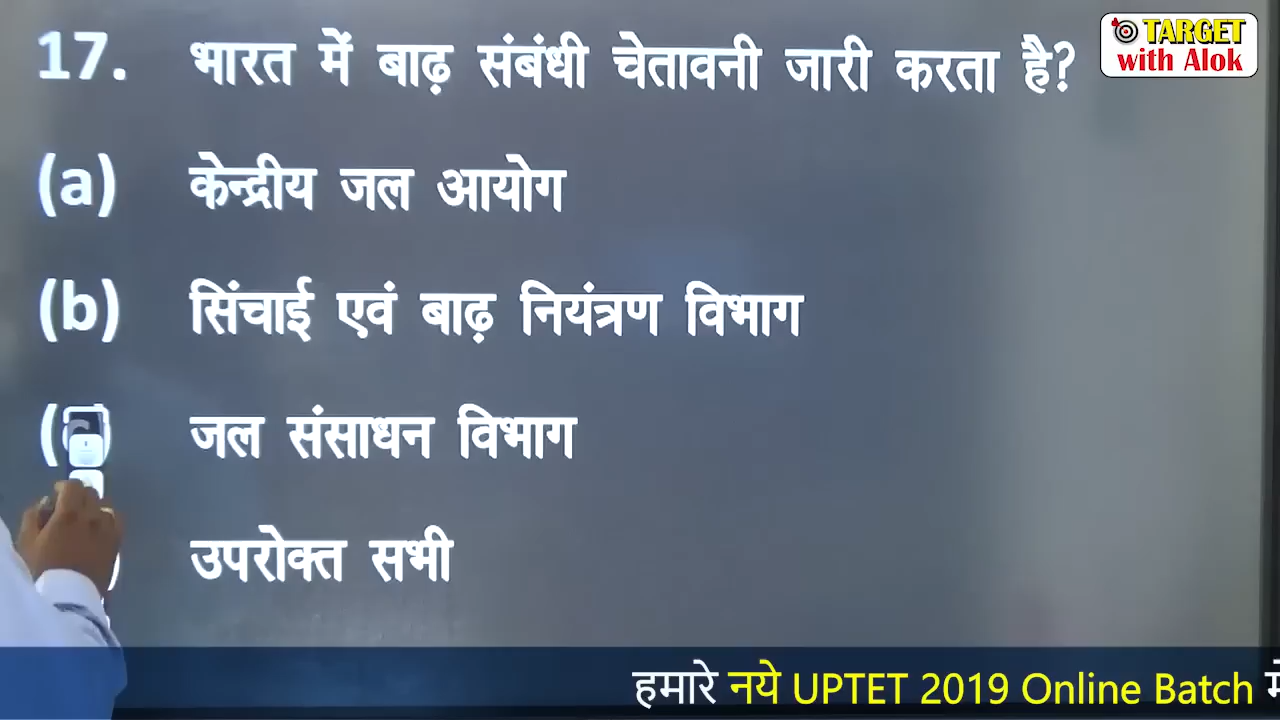 TARGET
with Alok
17. भारत में बाढ़ संबंधी चेतावनी जारी करता है?
(a) केन्द्रीय जल आयोग
(b) सिंचाई एवं बाढ़ नियंत्रण विभाग
(c) जल संसाधन विभाग
उपरोक्त सभी
हमारे नये UPTET 2019 Online Batch